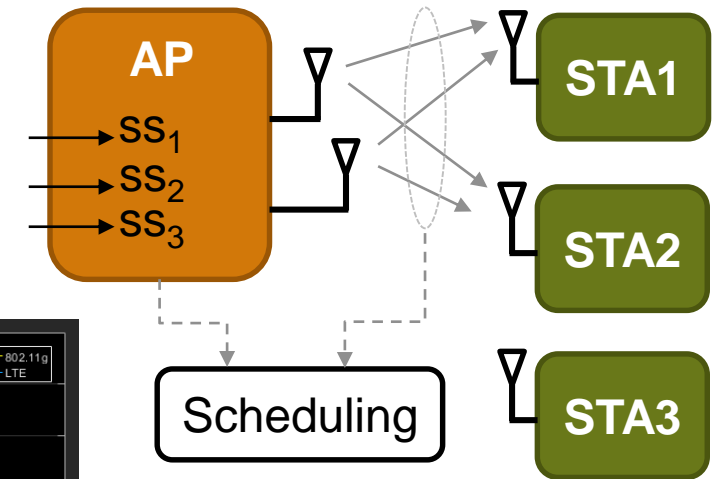 AP
SS₁
SS₂
SS₃
STA1
STA2
STA3
Scheduling
802.11g
LTE